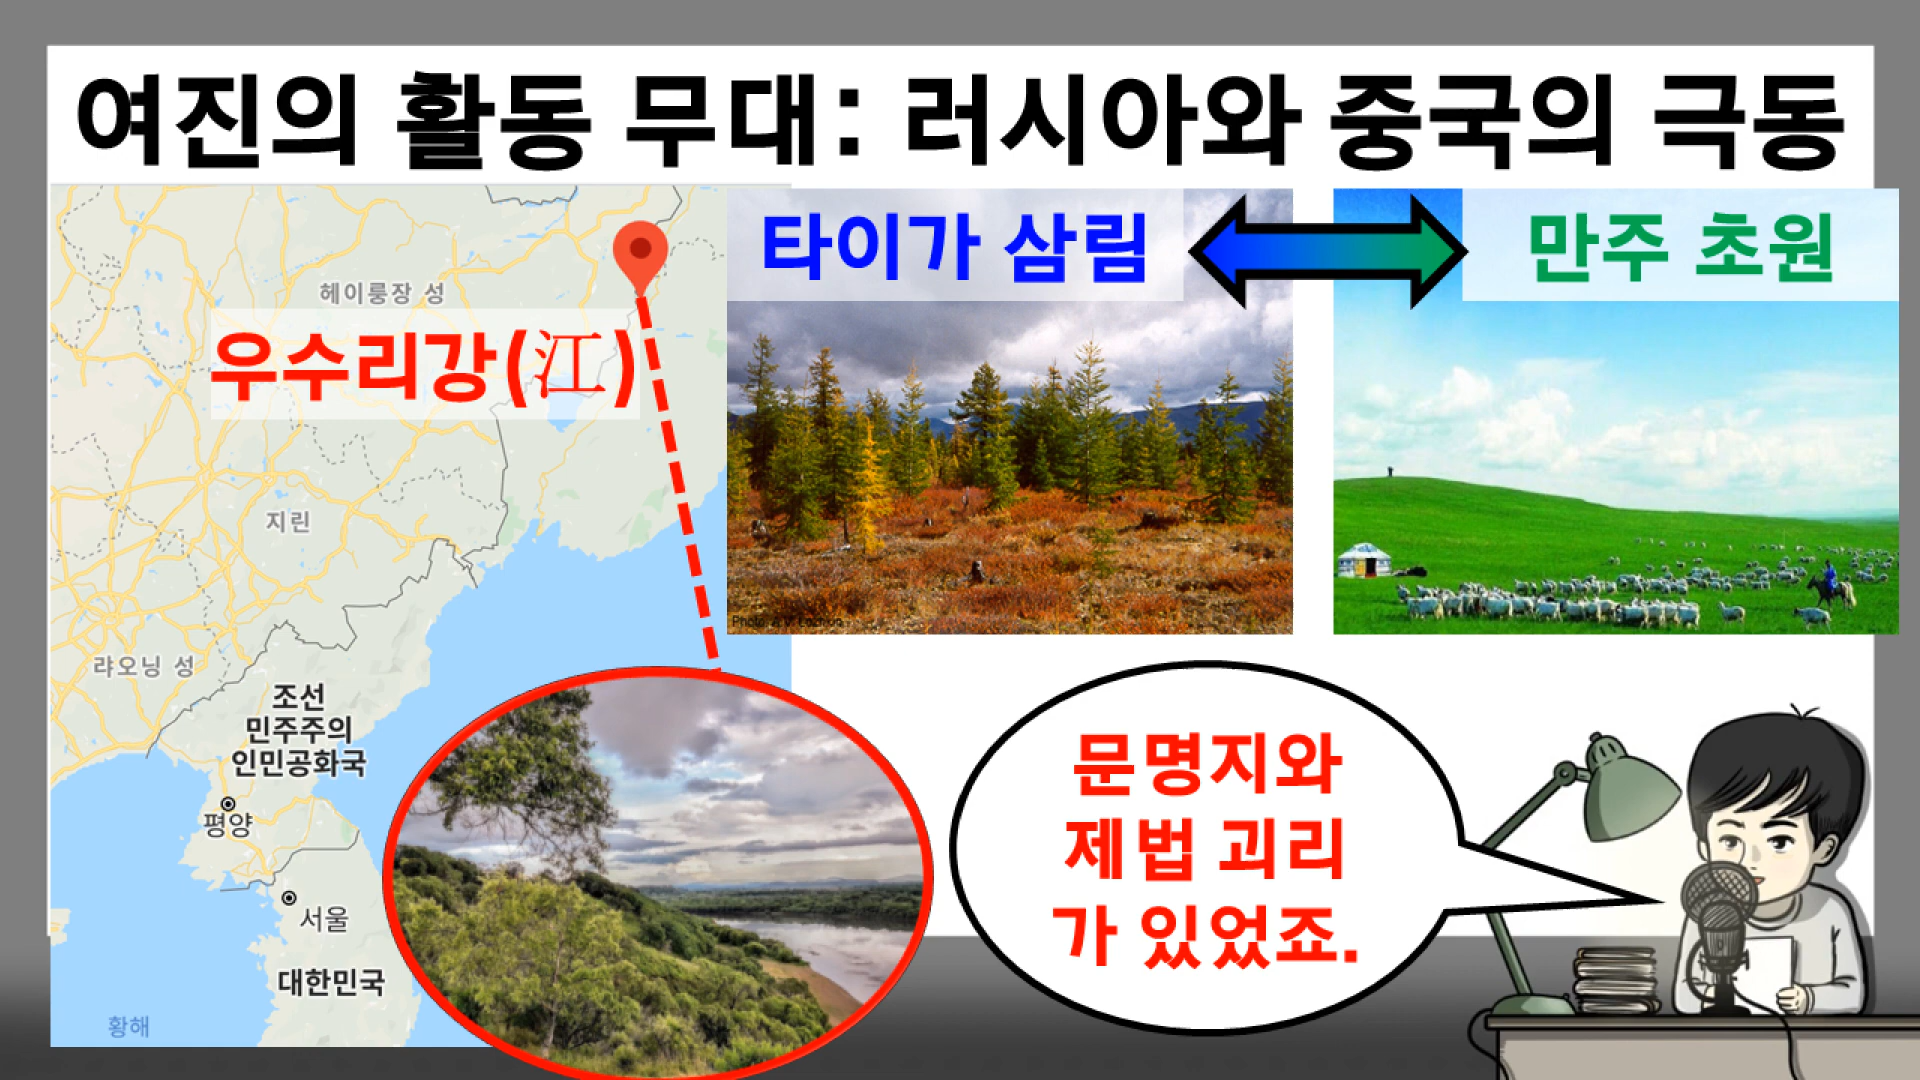 여진의 활동 무대: 러시아와 중국의 극동
타이가 삼림
만주 초원
헤이룽장 성
우수리강(江)
지린
랴오닝 성
조선
민주주의
인민공화국
평양
서울
대한민국
황해
문명지와
제법 괴리
가 있었죠.